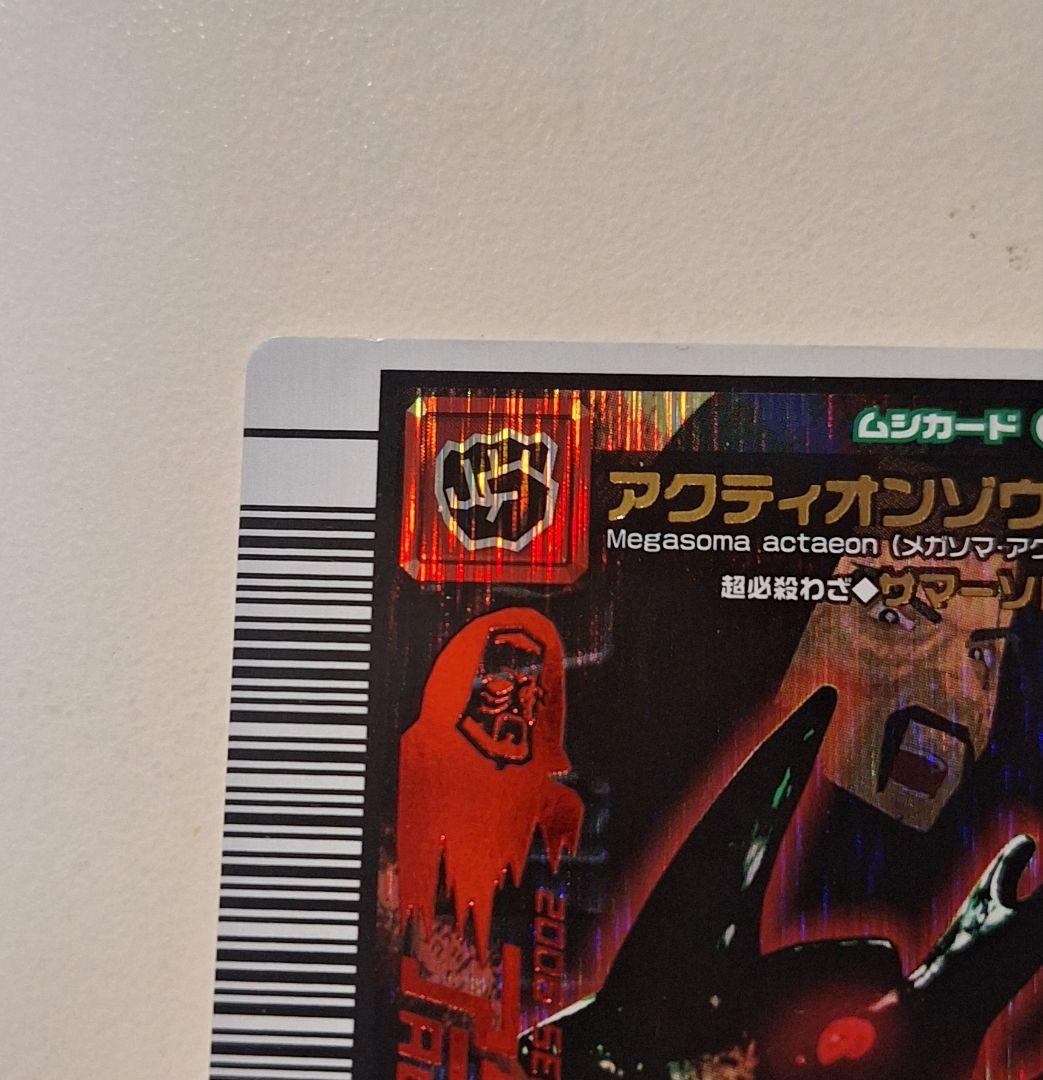 ムシカード
アクティオンゾウ
Megasoma actaeon (メガソマ-アク
超必殺わざ◆サマーソ